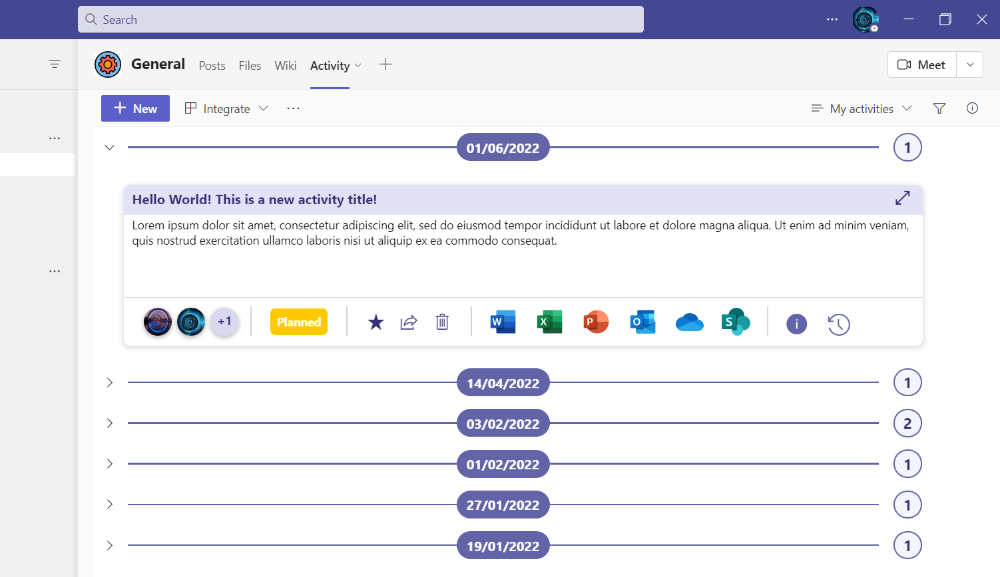 Search
General Posts Files Wiki Activity
Meet
New Integrate My activities
01/06/2022 1
Hello World! This is a new activity title!
Lorem ipsum dolor sit amet, consectetur adipiscing elit, sed do eiusmod tempor incididunt ut labore et dolore magna aliqua. Ut enim ad minim veniam,
quis nostrud exercitation ullamco laboris nisi ut aliquip ex ea commodo consequat.
+1 Planned W X P O S i
14/04/2022 1
03/02/2022 2
01/02/2022 1
27/01/2022 1
19/01/2022 1